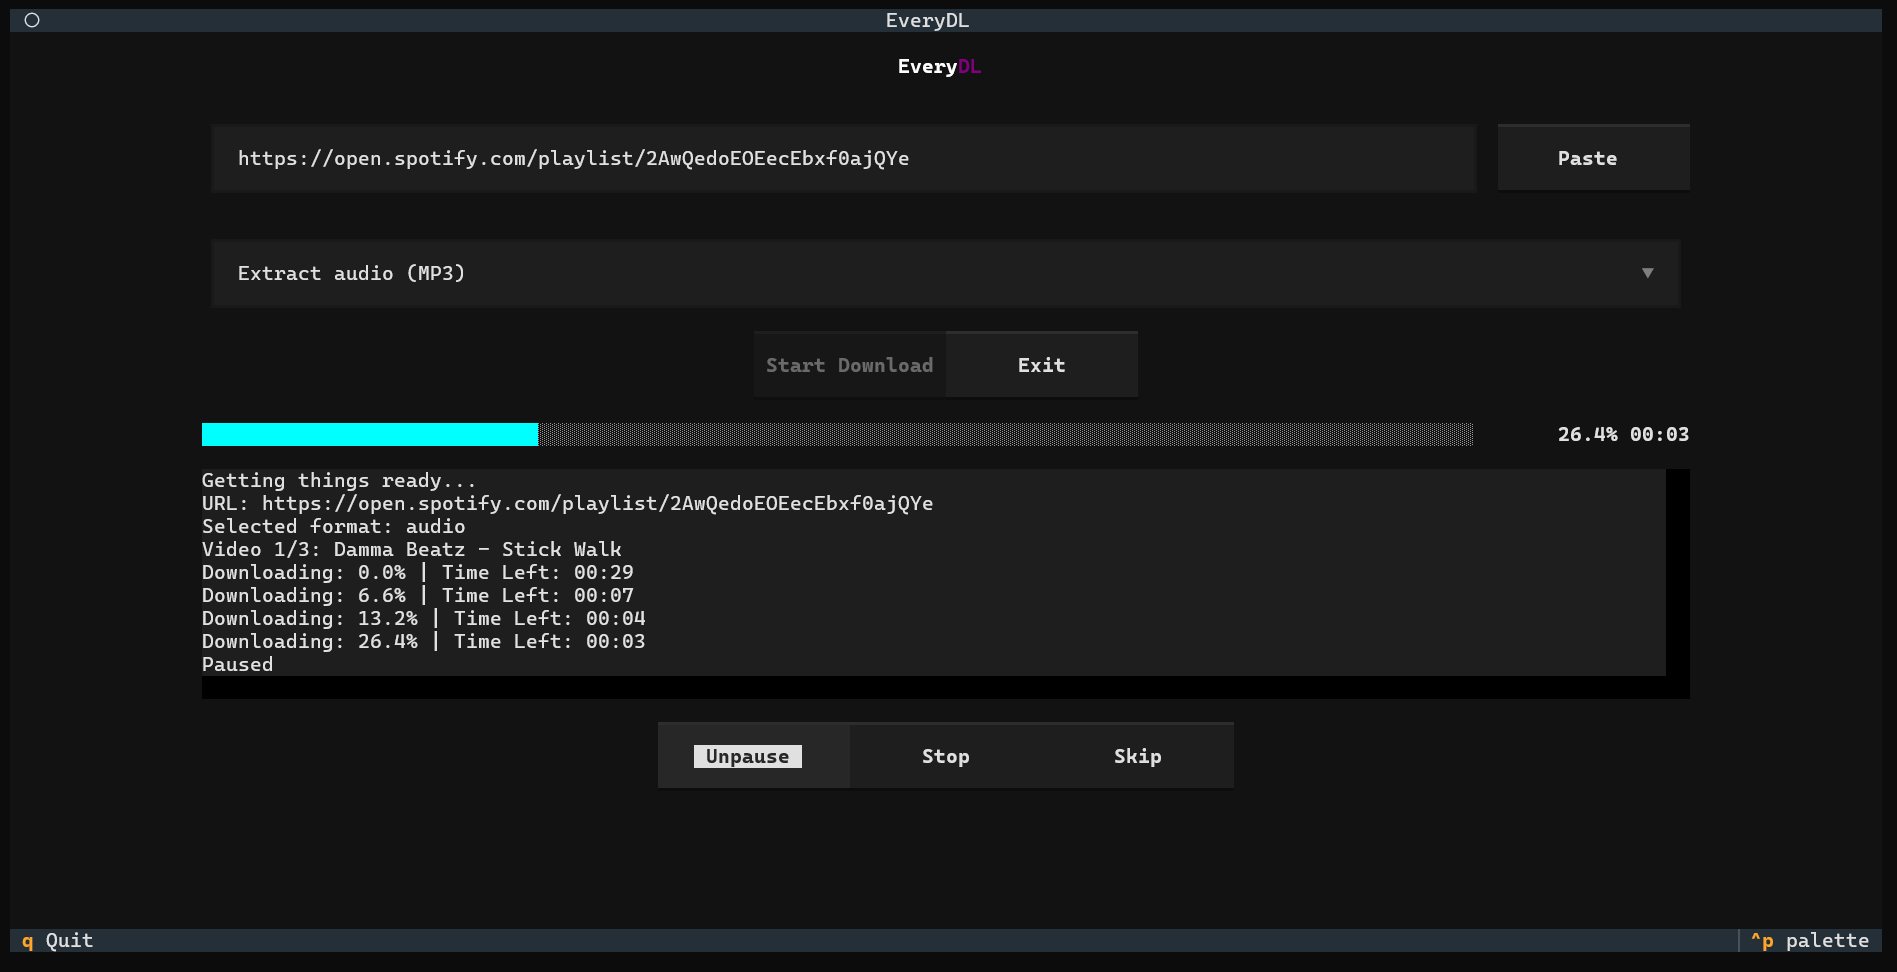 EveryDL
EveryDL
https://open.spotify.com/playlist/2AwQedoEOEecEbxf0ajQYe
Paste
Extract audio (MP3)
Start Download
Exit
26.4% 00:03
Getting things ready...
URL: https://open.spotify.com/playlist/2AwQedoEOEecEbxf0ajQYe
Selected format: audio
Video 1/3: Damma Beatz - Stick Walk
Downloading: 0.0% | Time Left: 00:29
Downloading: 6.6% | Time Left: 00:07
Downloading: 13.2% | Time Left: 00:04
Downloading: 26.4% | Time Left: 00:03
Paused
Unpause
Stop
Skip
q Quit
^p palette